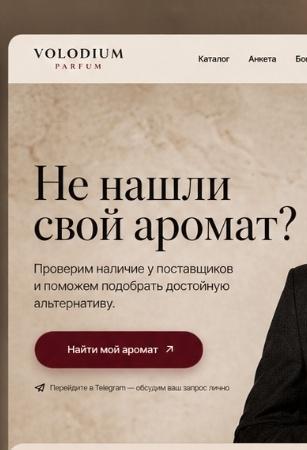 VOLODIUM
PARFUM
Каталог Анкета
Не нашли
свой аромат?
Проверим наличие у поставщиков
и поможем подобрать достойную
альтернативу.
Найти мой аромат ↗
Перейдите в Telegram — обсудим ваш запрос лично